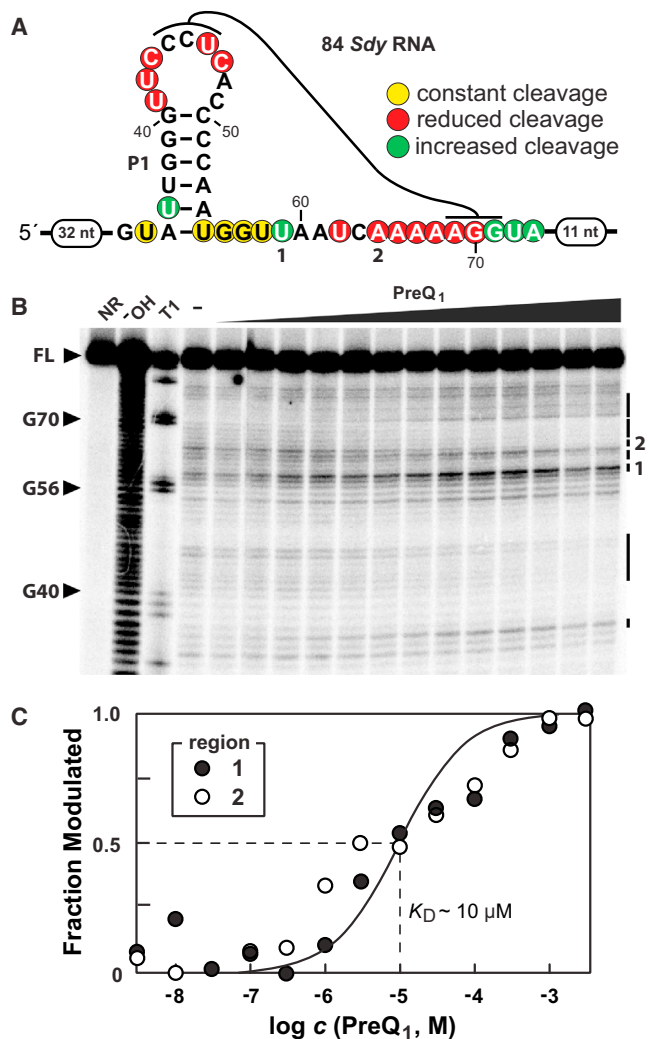 A
84 Sdy RNA
C C C U C
U A
U C
G C
40 50
G C
P1 G C
U A
U A
constant cleavage
reduced cleavage
increased cleavage
60
5´ 32 nt G U A U G G U U A A U C A A A A A G G U A 11 nt
1 2 70
B
NR -OH T1 – PreQ1
FL
G70
G56
G40
2
1
C
Fraction Modulated
1.0
0.5
0
region
1
2
KD ~ 10 µM
-8 -7 -6 -5 -4 -3
log c (PreQ1, M)